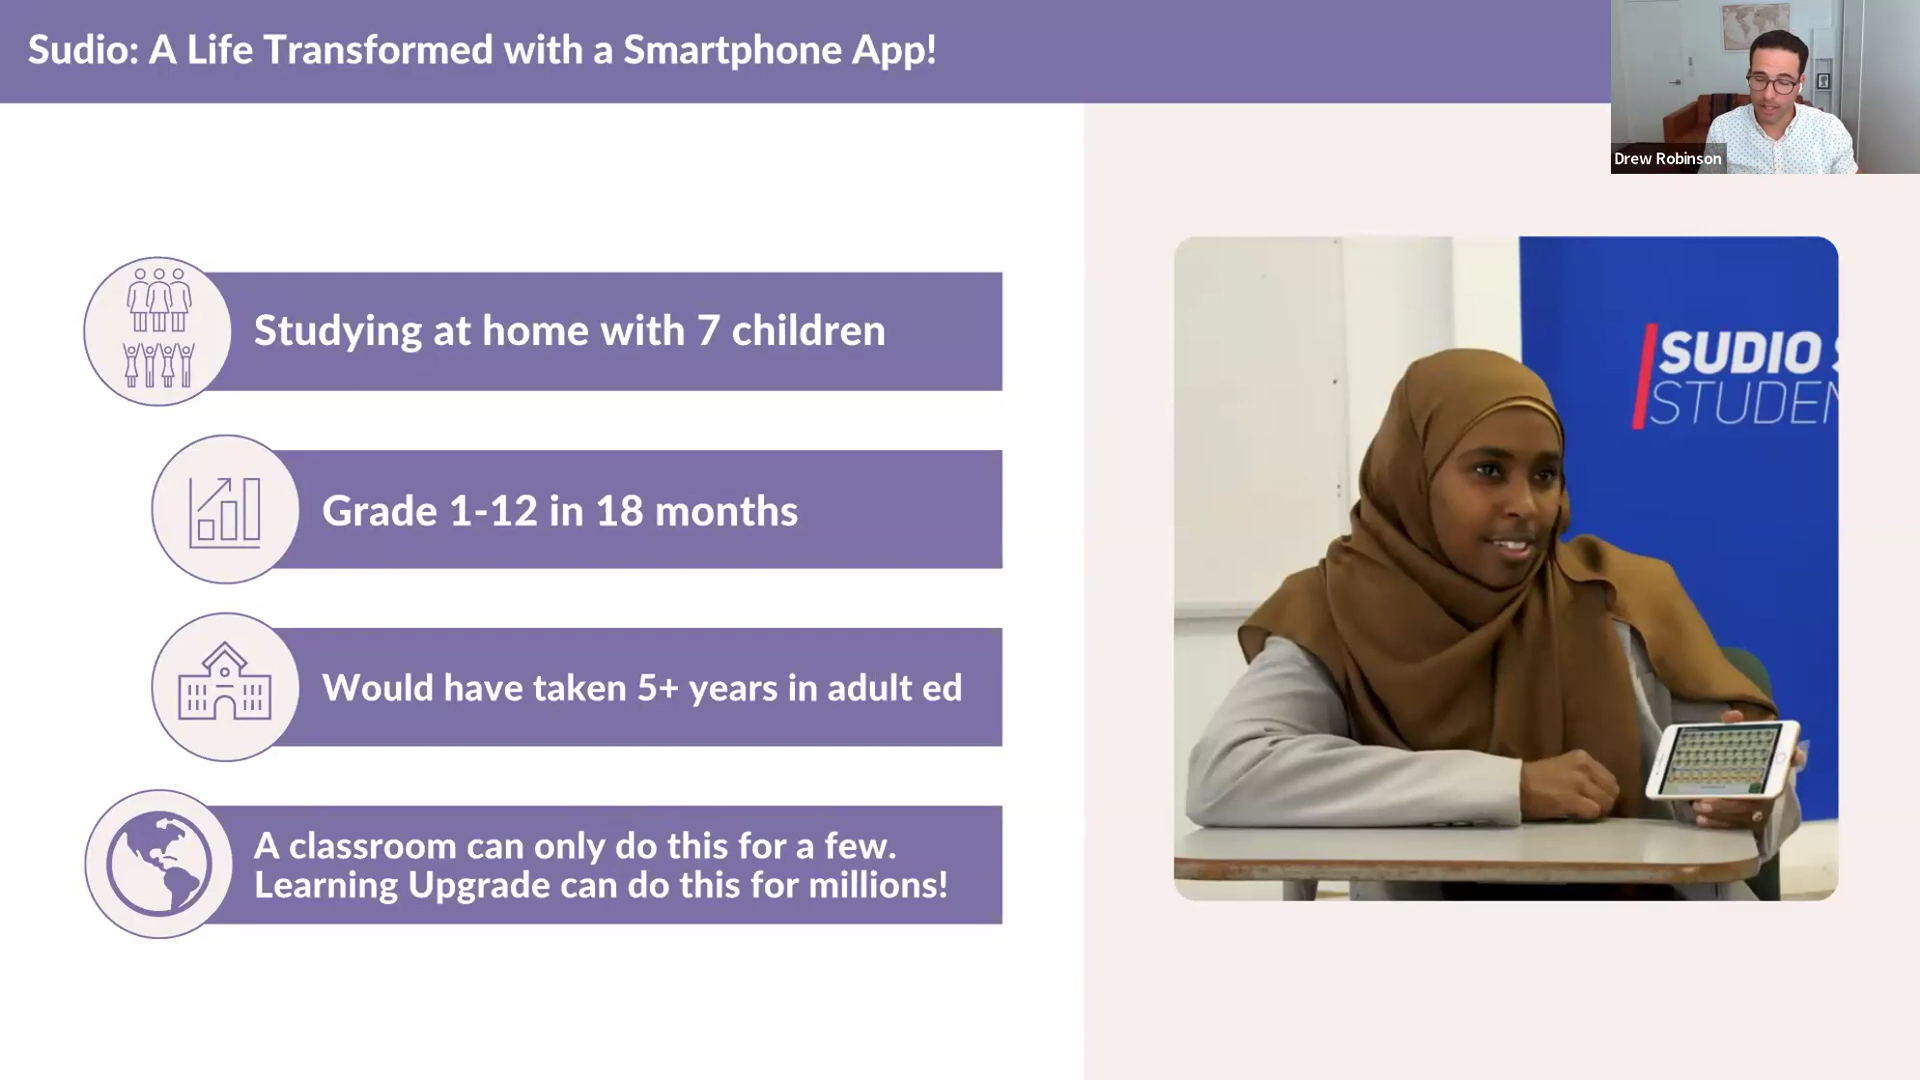 Sudio: A Life Transformed with a Smartphone App!
Drew Robinson
Studying at home with 7 children
Grade 1-12 in 18 months
Would have taken 5+ years in adult ed
A classroom can only do this for a few.
Learning Upgrade can do this for millions!
SUDIO
STUDEN